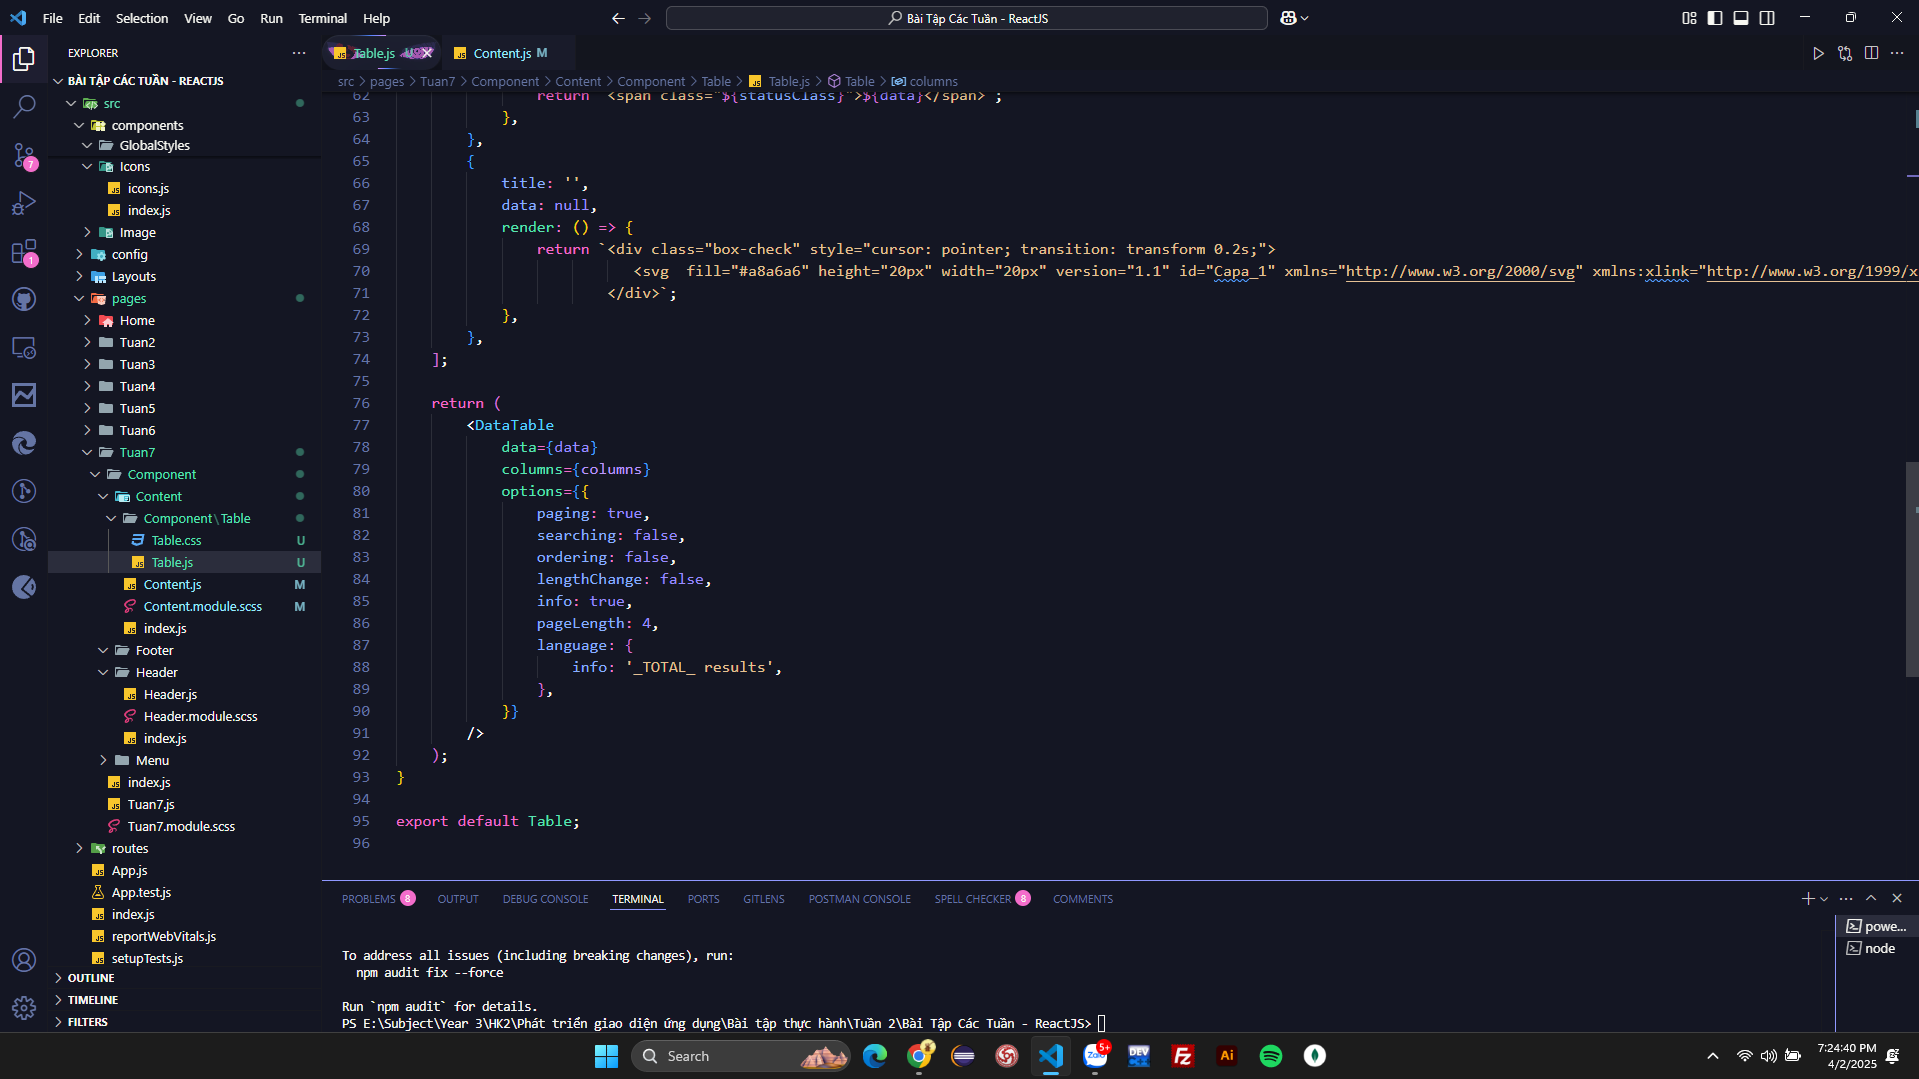 File Edit Selection View Go Run Terminal Help
Bài Tập Các Tuần - ReactJS
EXPLORER
BÀI TẬP CÁC TUẦN - REACTJS
src
components
GlobalStyles
Icons
icons.js
index.js
Image
config
Layouts
pages
Home
Tuan2
Tuan3
Tuan4
Tuan5
Tuan6
Tuan7
Component
Content
Component\Table
Table.css U
Table.js U
Content.js M
Content.module.scss M
index.js
Footer
Header
Header.js
Header.module.scss
index.js
Menu
index.js
Tuan7.js
Tuan7.module.scss
routes
App.js
App.test.js
index.js
reportWebVitals.js
setupTests.js
OUTLINE
TIMELINE
FILTERS
7
1
Table.js U
Content.js M
src > pages > Tuan7 > Component > Content > Component > Table > Table.js > Table > columns
62 return `<span class="${statusClass}">${data}</span>`;
63 },
64 },
65 {
66 title: '',
67 data: null,
68 render: () => {
69 return `<div class="box-check" style="cursor: pointer; transition: transform 0.2s;">
70 <svg fill="#a8a6a6" height="20px" width="20px" version="1.1" id="Capa_1" xmlns="http://www.w3.org/2000/svg" xmlns:xlink="http://www.w3.org/1999/x
71 </div>`;
72 },
73 },
74 ];
75
76 return (
77 <DataTable
78 data={data}
79 columns={columns}
80 options={{
81 paging: true,
82 searching: false,
83 ordering: false,
84 lengthChange: false,
85 info: true,
86 pageLength: 4,
87 language: {
88 info: '_TOTAL_ results',
89 },
90 }}
91 />
92 );
93 }
94
95 export default Table;
96
PROBLEMS 8 OUTPUT DEBUG CONSOLE TERMINAL PORTS GITLENS POSTMAN CONSOLE SPELL CHECKER 8 COMMENTS
To address all issues (including breaking changes), run:
npm audit fix --force
Run `npm audit` for details.
PS E:\Subject\Year 3\HK2\Phát triển giao diện ứng dụng\Bài tập thực hành\Tuần 2\Bài Tập Các Tuần - ReactJS>
powe...
node
Search
Zalo
5+
DEV
Fz
Ai
7:24:40 PM
4/2/2025